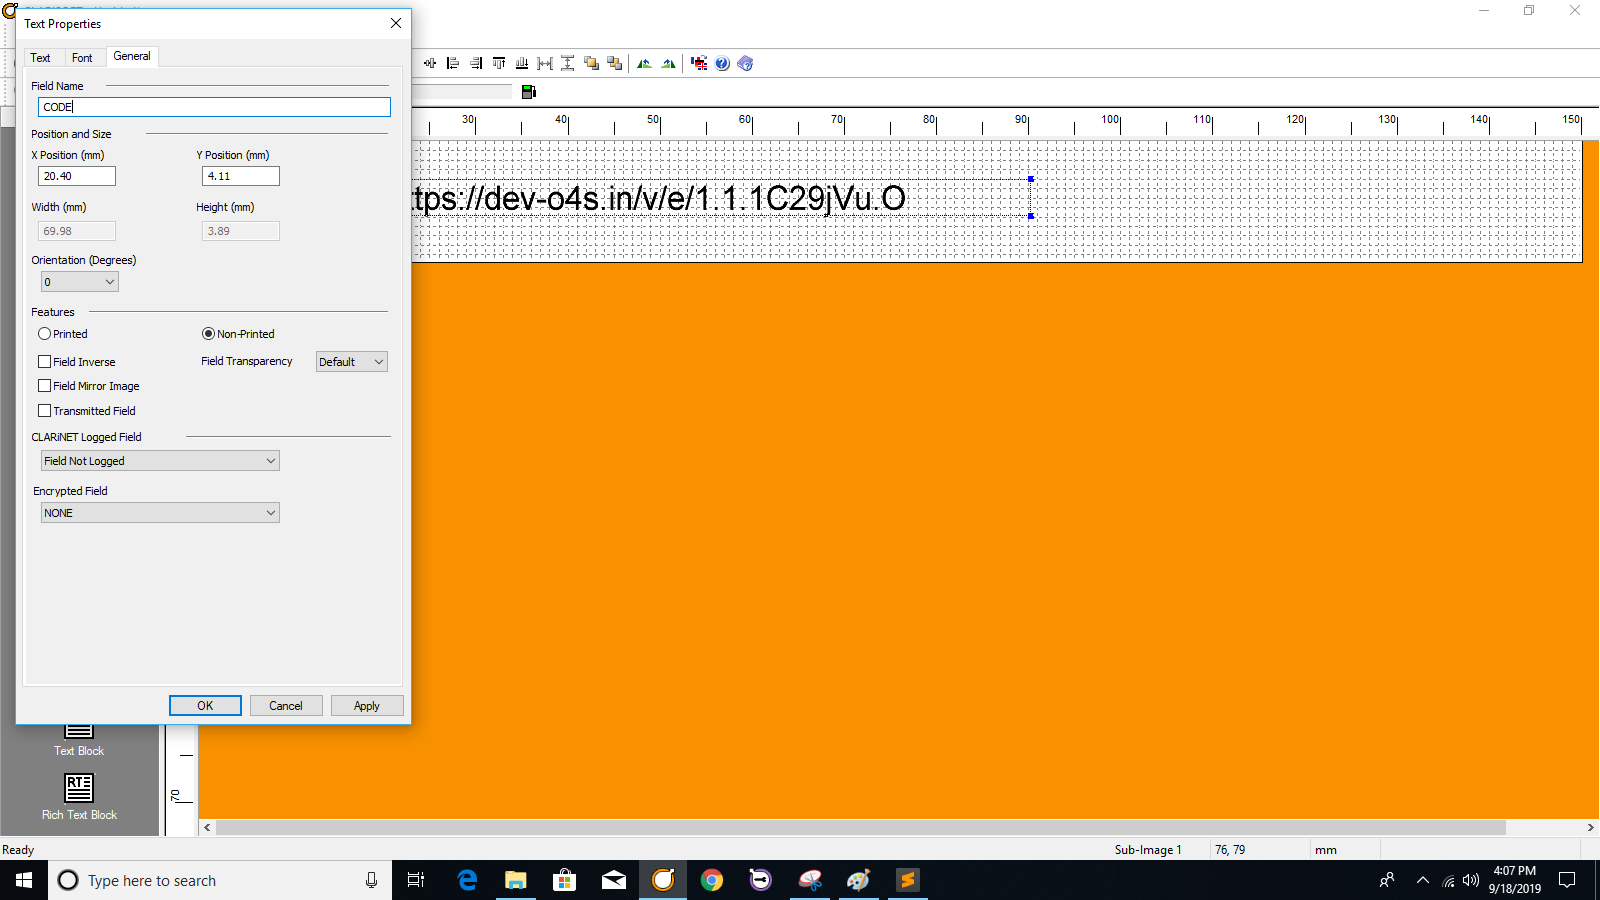 Text Properties
Text Font General
Field Name
CODE
Position and Size
X Position (mm) Y Position (mm)
20.40 4.11
Width (mm) Height (mm)
69.98 3.89
Orientation (Degrees)
0
Features
Printed Non-Printed
Field Inverse Field Transparency Default
Field Mirror Image
Transmitted Field
CLARiNET Logged Field
Field Not Logged
Encrypted Field
NONE
OK Cancel Apply
30 40 50 60 70 80 90 100 110 120 130 140 150
tps://dev-o4s.in/v/e/1.1.1C29jVu.O
Text Block
RTE
Rich Text Block
70
Ready Sub-Image 1 76, 79 mm
Type here to search
4:07 PM
9/18/2019